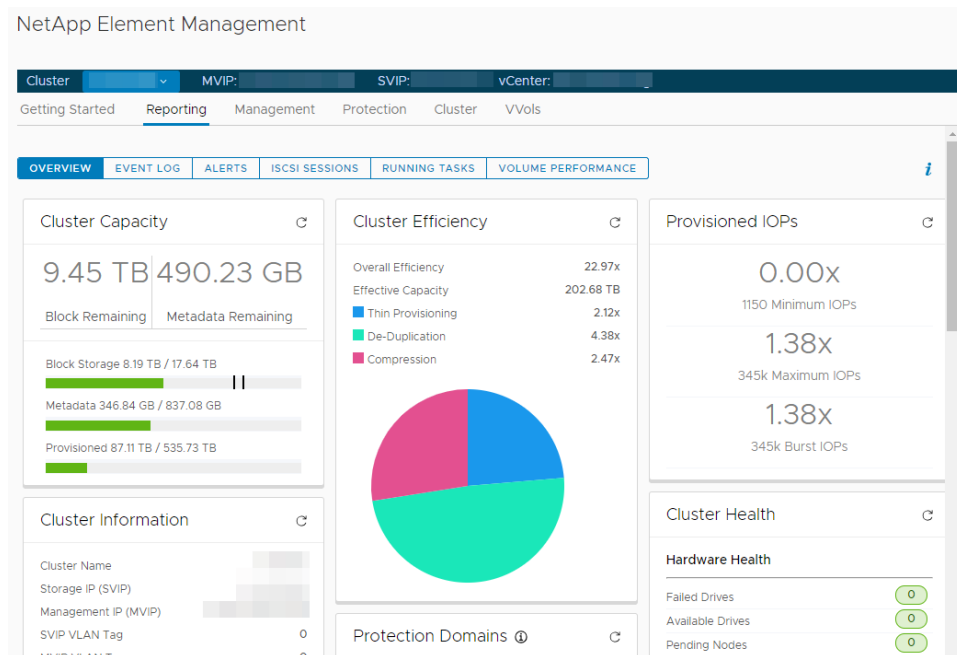 NetApp Element Management
Cluster MVIP: SVIP: vCenter:
Getting Started Reporting Management Protection Cluster VVols
OVERVIEW EVENT LOG ALERTS ISCSI SESSIONS RUNNING TASKS VOLUME PERFORMANCE i
Cluster Capacity
9.45 TB 490.23 GB
Block Remaining Metadata Remaining
Block Storage 8.19 TB / 17.64 TB
Metadata 346.84 GB / 837.08 GB
Provisioned 87.11 TB / 535.73 TB
Cluster Efficiency
Overall Efficiency 22.97x
Effective Capacity 202.68 TB
Thin Provisioning 2.12x
De-Duplication 4.38x
Compression 2.47x
Provisioned IOPs
0.00x
1150 Minimum IOPs
1.38x
345k Maximum IOPs
1.38x
345k Burst IOPs
Cluster Information
Cluster Name
Storage IP (SVIP)
Management IP (MVIP)
SVIP VLAN Tag 0
Protection Domains
Cluster Health
Hardware Health
Failed Drives 0
Available Drives 0
Pending Nodes 0